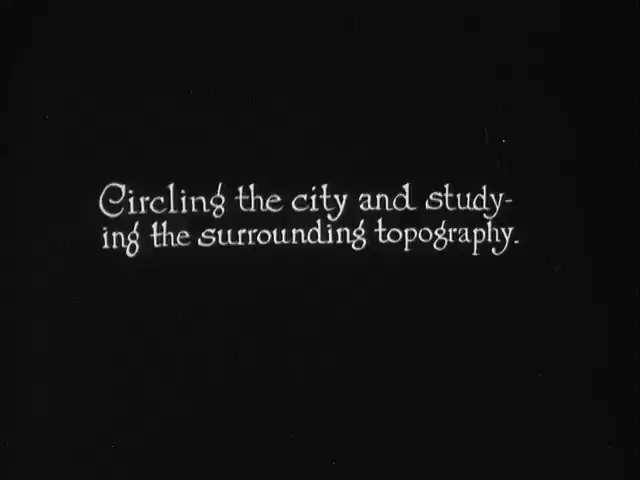 Circling the city and study-
ing the surrounding topography.